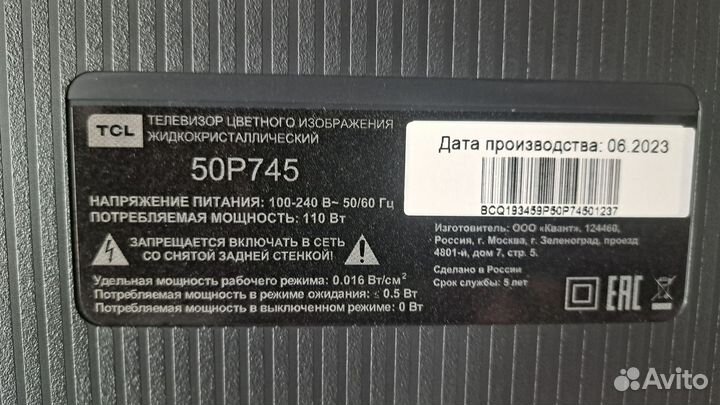 TCL
ТЕЛЕВИЗОР ЦВЕТНОГО ИЗОБРАЖЕНИЯ
ЖИДКОКРИСТАЛЛИЧЕСКИЙ
50P745
НАПРЯЖЕНИЕ ПИТАНИЯ: 100-240 В~ 50/60 Гц
ПОТРЕБЛЯЕМАЯ МОЩНОСТЬ: 110 Вт
ЗАПРЕЩАЕТСЯ ВКЛЮЧАТЬ В СЕТЬ
СО СНЯТОЙ ЗАДНЕЙ СТЕНКОЙ!
Удельная мощность рабочего режима: 0.016 Вт/см²
Потребляемая мощность в режиме ожидания: ≤ 0.5 Вт
Потребляемая мощность в выключенном режиме: 0 Вт
Дата производства: 06.2023
BCQ193459P50P74501237
Изготовитель: ООО «Квант», 124460,
Россия, г. Москва, г. Зеленоград, проезд
4801-й, дом 7, стр. 5.
Сделано в России
Срок службы: 5 лет
EAC
Avito